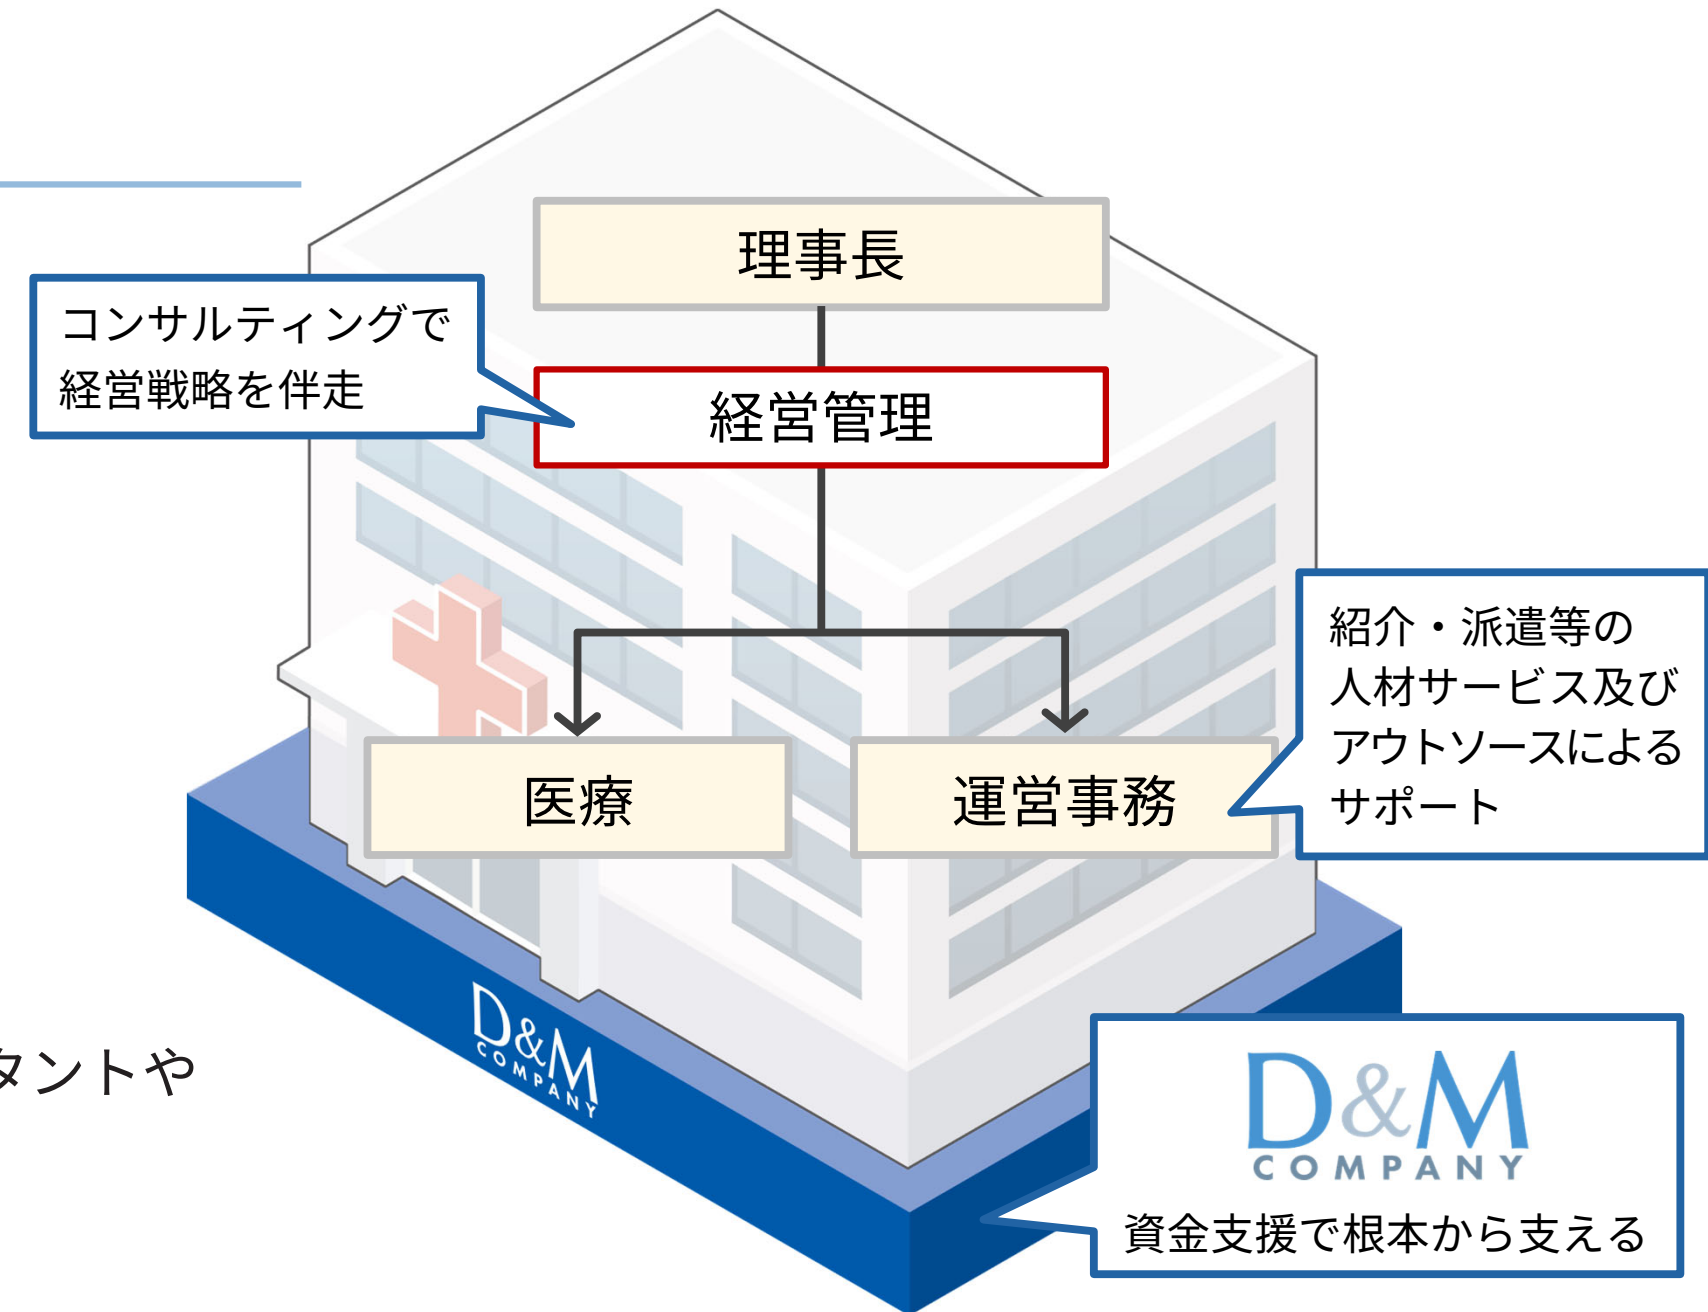 理事長
コンサルティングで
経営戦略を伴走
経営管理
紹介・派遣等の
人材サービス及び
アウトソースによる
サポート
医療
運営事務
D&M
COMPANY
タントや
D&M
COMPANY
資金支援で根本から支える